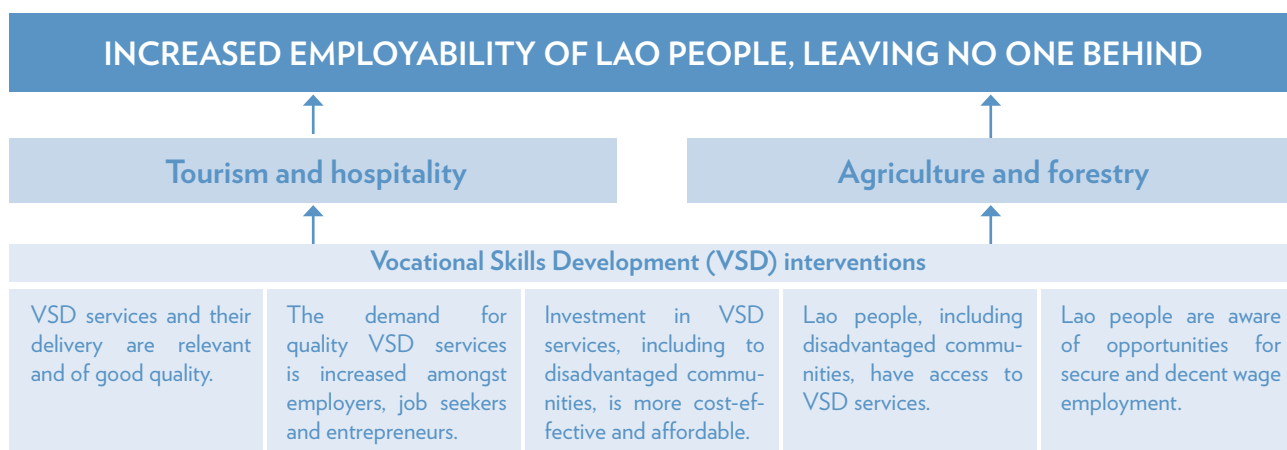 INCREASED EMPLOYABILITY OF LAO PEOPLE, LEAVING NO ONE BEHIND
Tourism and hospitality
Agriculture and forestry
Vocational Skills Development (VSD) interventions
VSD services and their
delivery are relevant
and of good quality.
The demand for
quality VSD services
is increased amongst
employers, job seekers
and entrepreneurs.
Investment in VSD
services, including to
disadvantaged commu-
nities, is more cost-ef-
fective and affordable.
Lao people, including
disadvantaged commu-
nities, have access to
VSD services.
Lao people are aware
of opportunities for
secure and decent wage
employment.